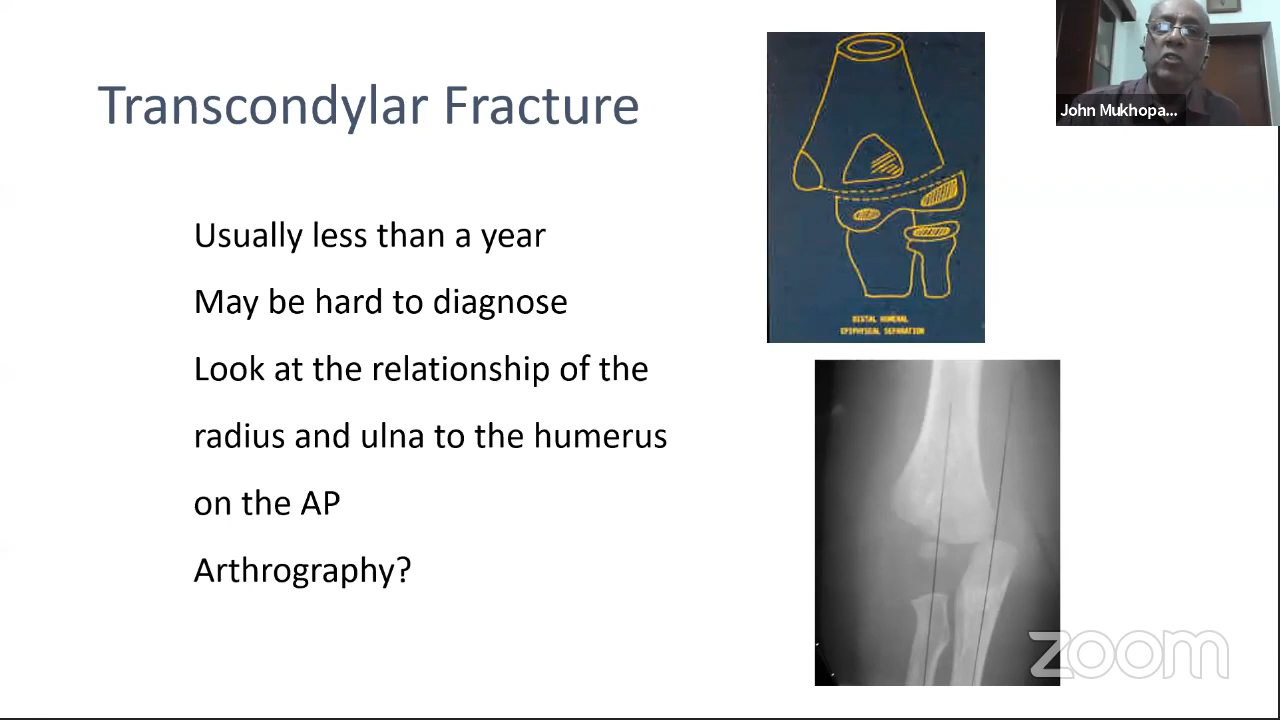 Transcondylar Fracture
Usually less than a year
May be hard to diagnose
Look at the relationship of the
radius and ulna to the humerus
on the AP
Arthrography?
DISTAL HUMERAL
EPIPHYSEAL SEPARATION
John Mukhopa...
zoom